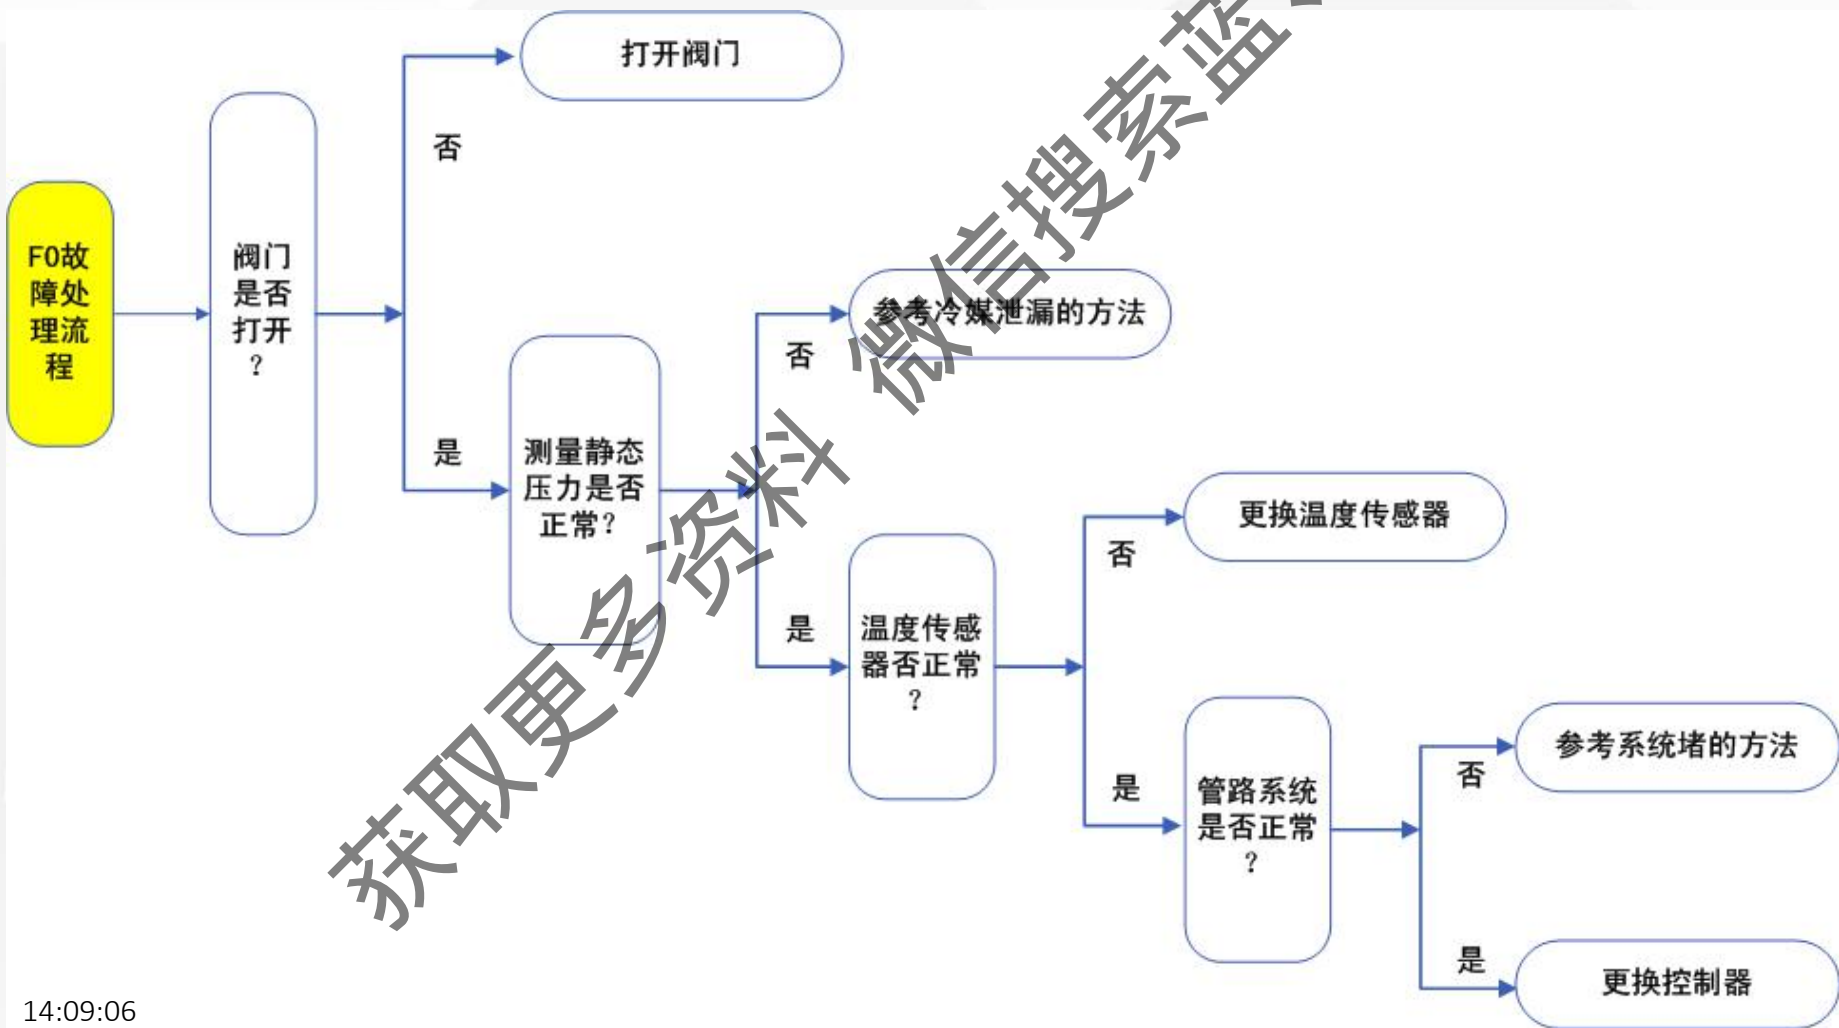 打开阀门
否
F0故
障处
理流
程
阀门
是否
打开
?
是
测量静态
压力是否
正常?
否
参考冷媒泄漏的方法
是
温度传感
器否正常
?
否
更换温度传感器
是
管路系统
是否正常
?
否
参考系统堵的方法
是
更换控制器
获取更多资料 微信搜索蓝
14:09:06